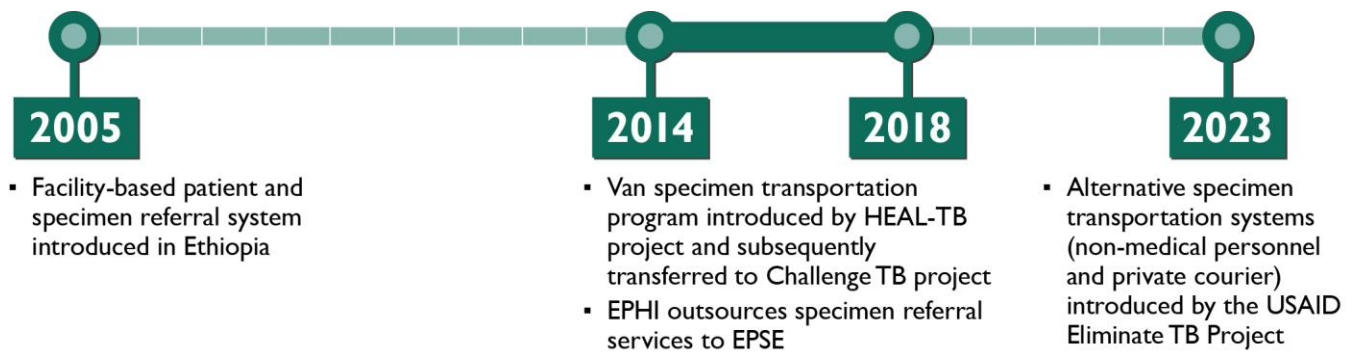 2005
▪ Facility-based patient and
specimen referral system
introduced in Ethiopia
2014
2018
▪ Van specimen transportation
program introduced by HEAL-TB
project and subsequently
transferred to Challenge TB project
▪ EPHI outsources specimen referral
services to EPSE
2023
▪ Alternative specimen
transportation systems
(non-medical personnel
and private courier)
introduced by the USAID
Eliminate TB Project